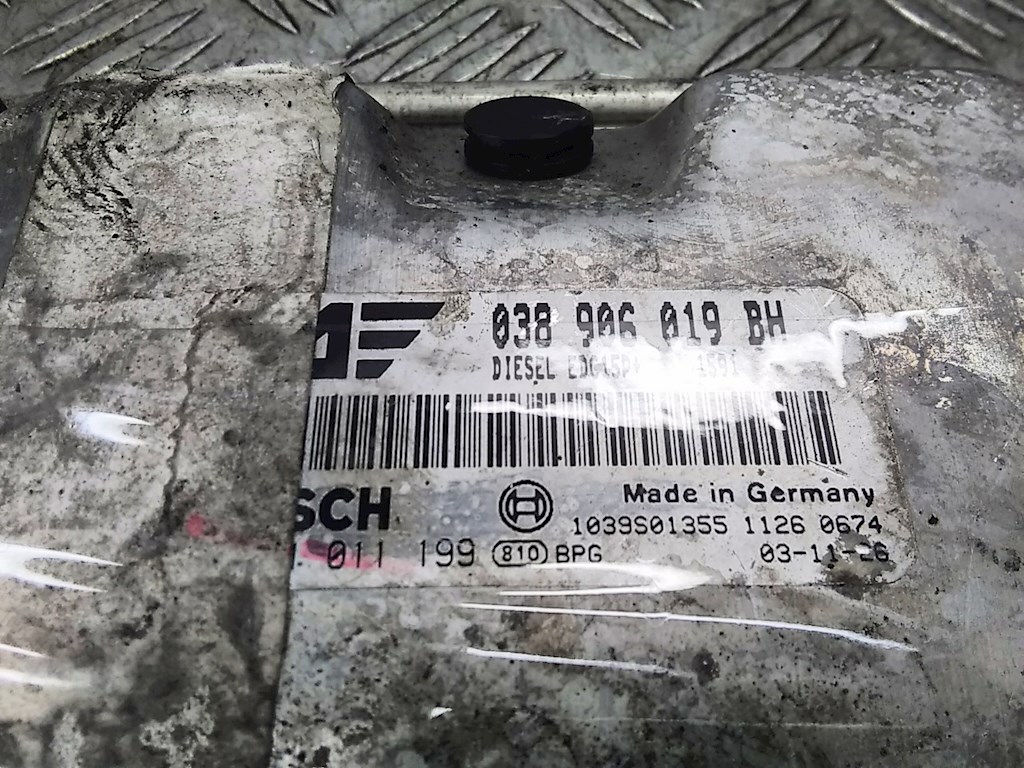 038 906 019 BH
DIESEL
SCH
Made in Germany
1039S01355 1126 0674
011 199 810 BPG
03-11-26